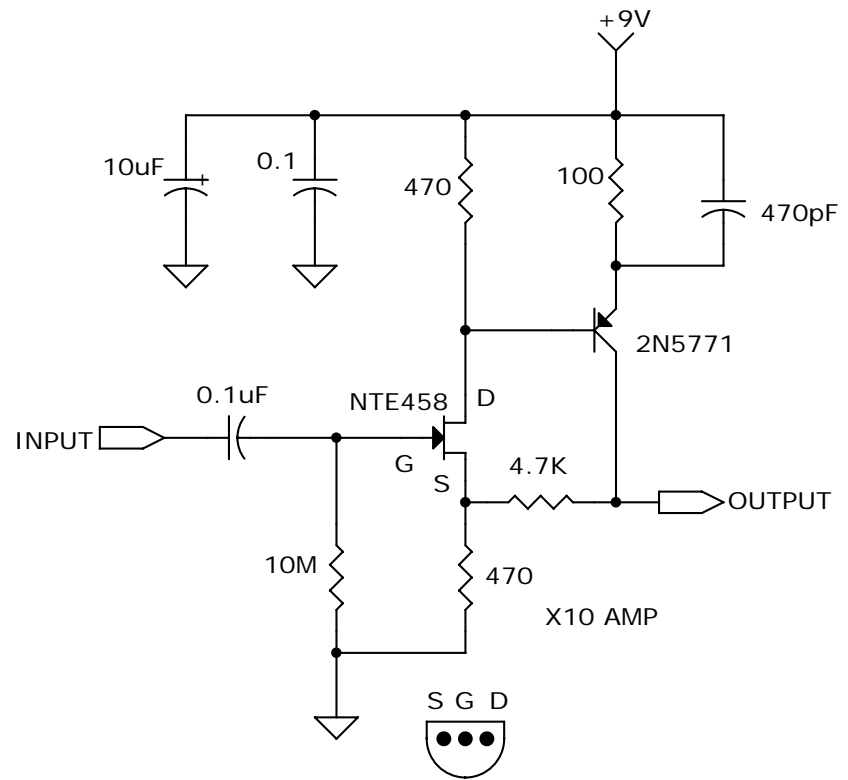 +9V
10uF
+
0.1
470
100
470pF
2N5771
0.1uF
NTE458
D
INPUT
G
S
4.7K
OUTPUT
10M
470
X10 AMP
S G D